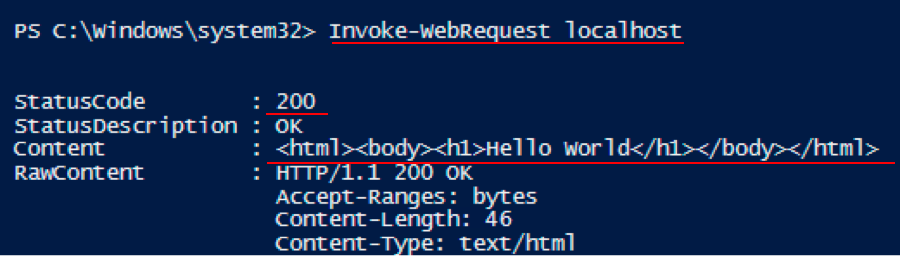 PS C:\Windows\system32> Invoke-WebRequest localhost
StatusCode : 200
StatusDescription : OK
Content : <html><body><h1>Hello World</h1></body></html>
RawContent : HTTP/1.1 200 OK
Accept-Ranges: bytes
Content-Length: 46
Content-Type: text/html